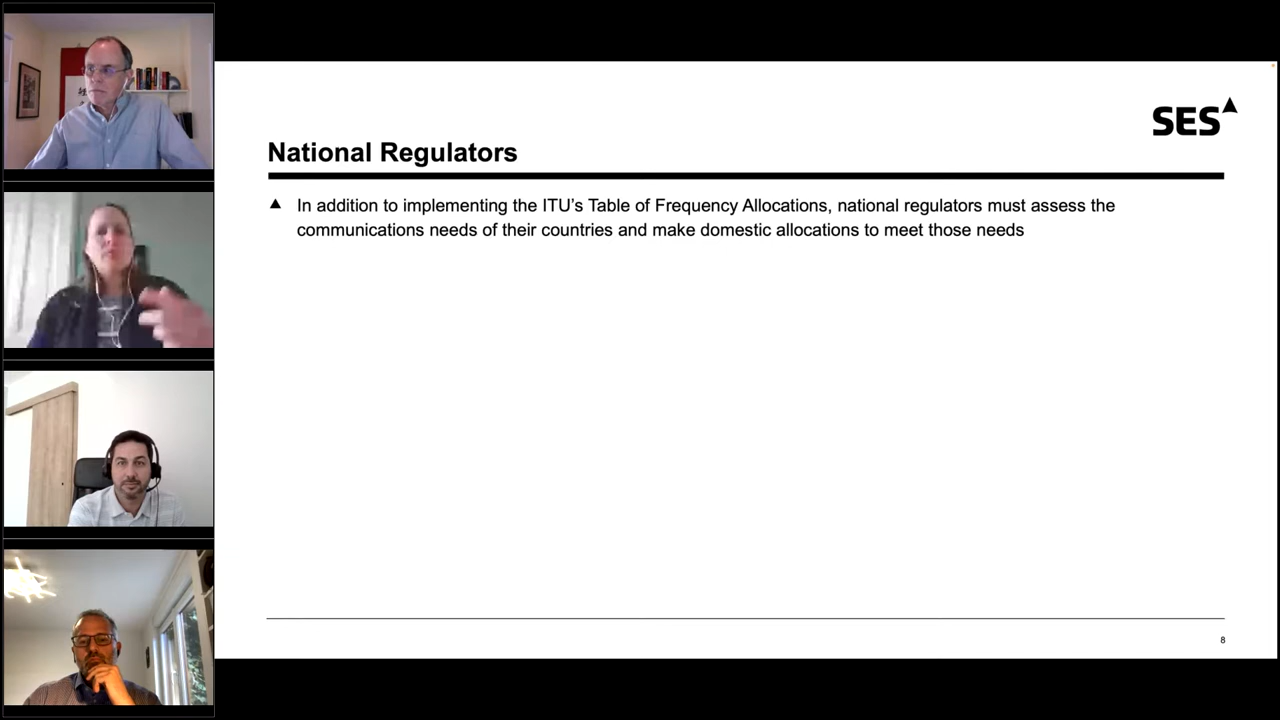 SES
National Regulators
In addition to implementing the ITU’s Table of Frequency Allocations, national regulators must assess the
communications needs of their countries and make domestic allocations to meet those needs
8